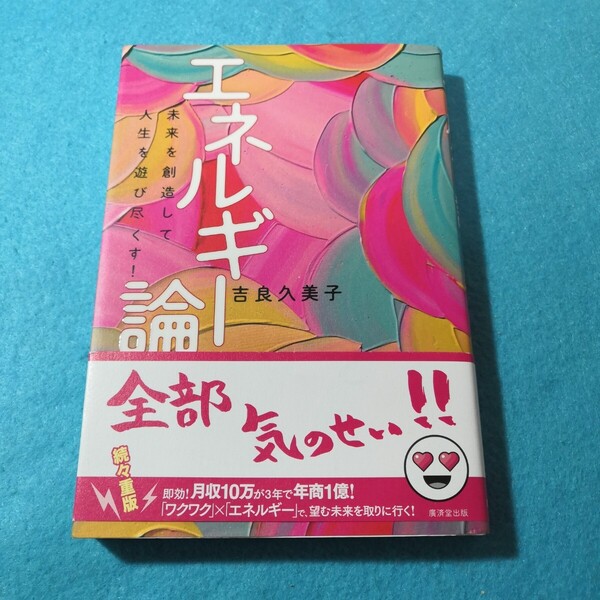 エネルギー論
未来を創造して
人生を遊び尽くす!
吉良久美子
全部
気のせい!!
続々重版
即効!月収10万が3年で年商1億!
「ワクワク」×「エネルギー」で、望む未来を取りに行く!
廣済堂出版